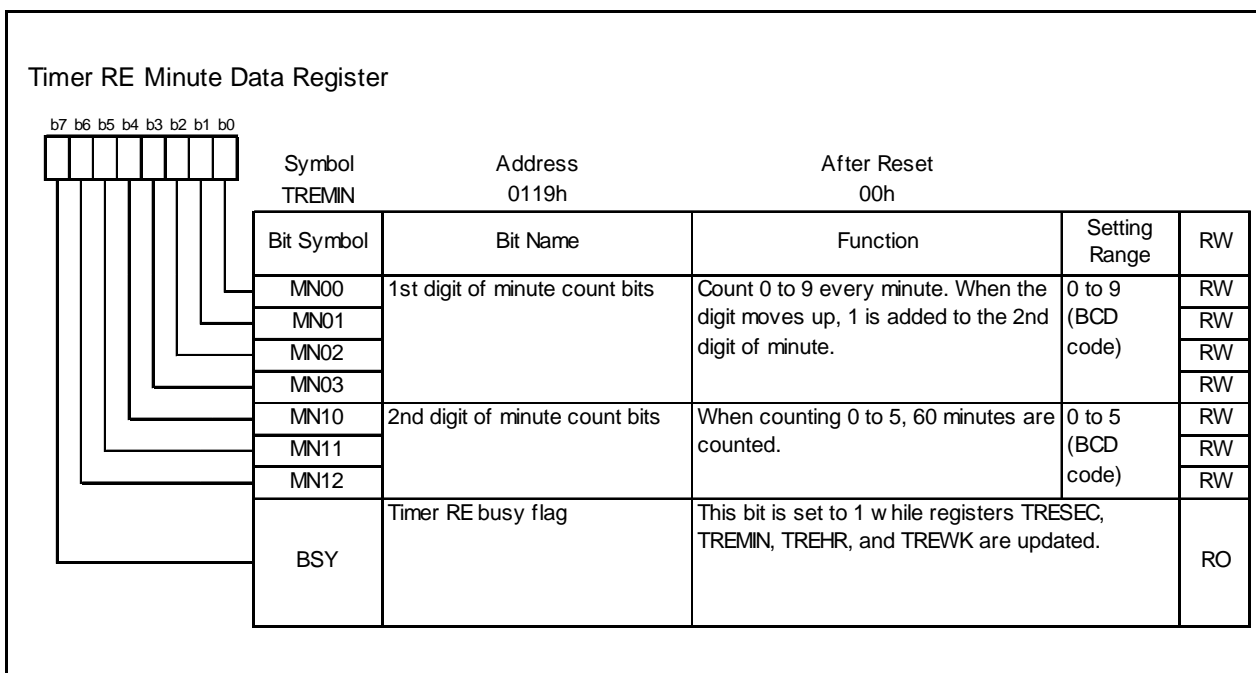 Timer RE Minute Data Register
b7 b6 b5 b4 b3 b2 b1 b0
Symbol Address After Reset
TREMIN 0119h 00h
Bit Symbol Bit Name Function Setting Range RW
MN00 1st digit of minute count bits Count 0 to 9 every minute. When the 0 to 9 RW
MN01 digit moves up, 1 is added to the 2nd (BCD RW
MN02 digit of minute. code) RW
MN03 RW
MN10 2nd digit of minute count bits When counting 0 to 5, 60 minutes are 0 to 5 RW
MN11 counted. (BCD RW
MN12 code) RW
Timer RE busy flag This bit is set to 1 w hile registers TRESEC,
TREMIN, TREHR, and TREWK are updated.
BSY RO